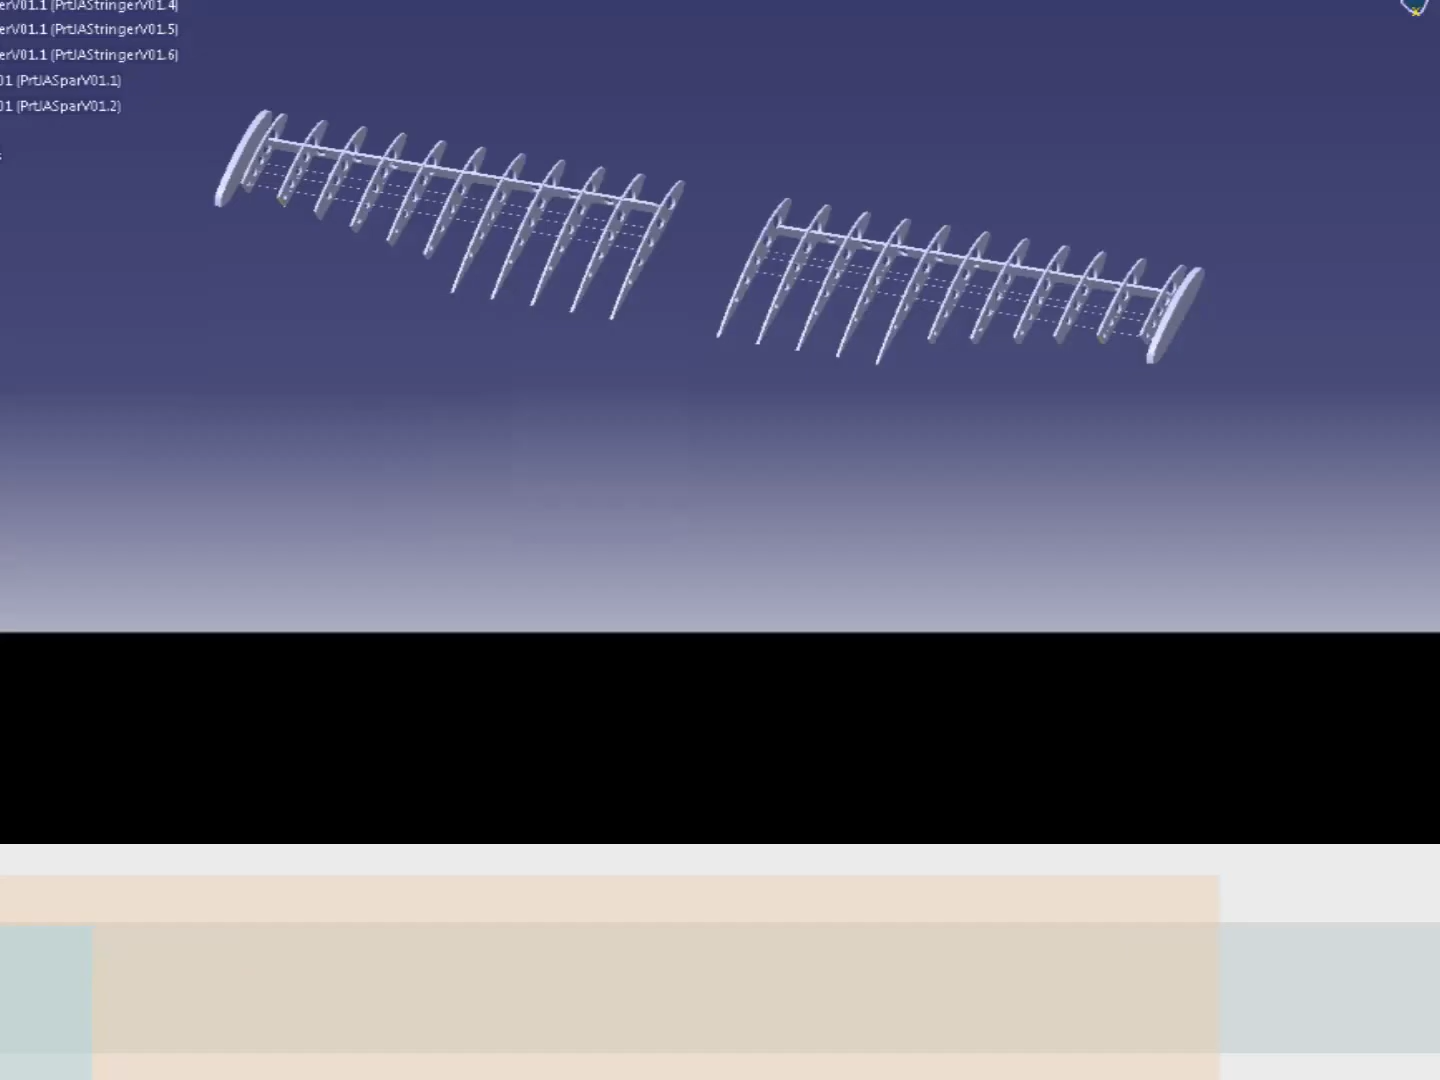 erV01.1 (PrtJAStringerV01.4)
erV01.1 (PrtJAStringerV01.5)
erV01.1 (PrtJAStringerV01.6)
01 (PrtJASparV01.1)
01 (PrtJASparV01.2)